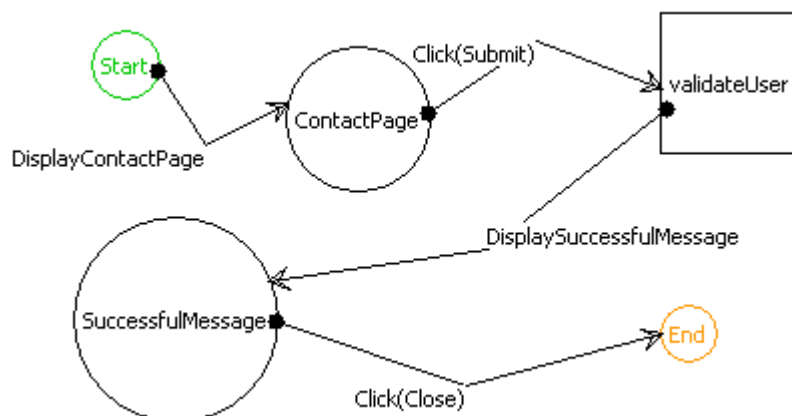 Start
DisplayContactPage
ContactPage
Click(Submit)
validateUser
DisplaySuccessfulMessage
SuccessfulMessage
Click(Close)
End